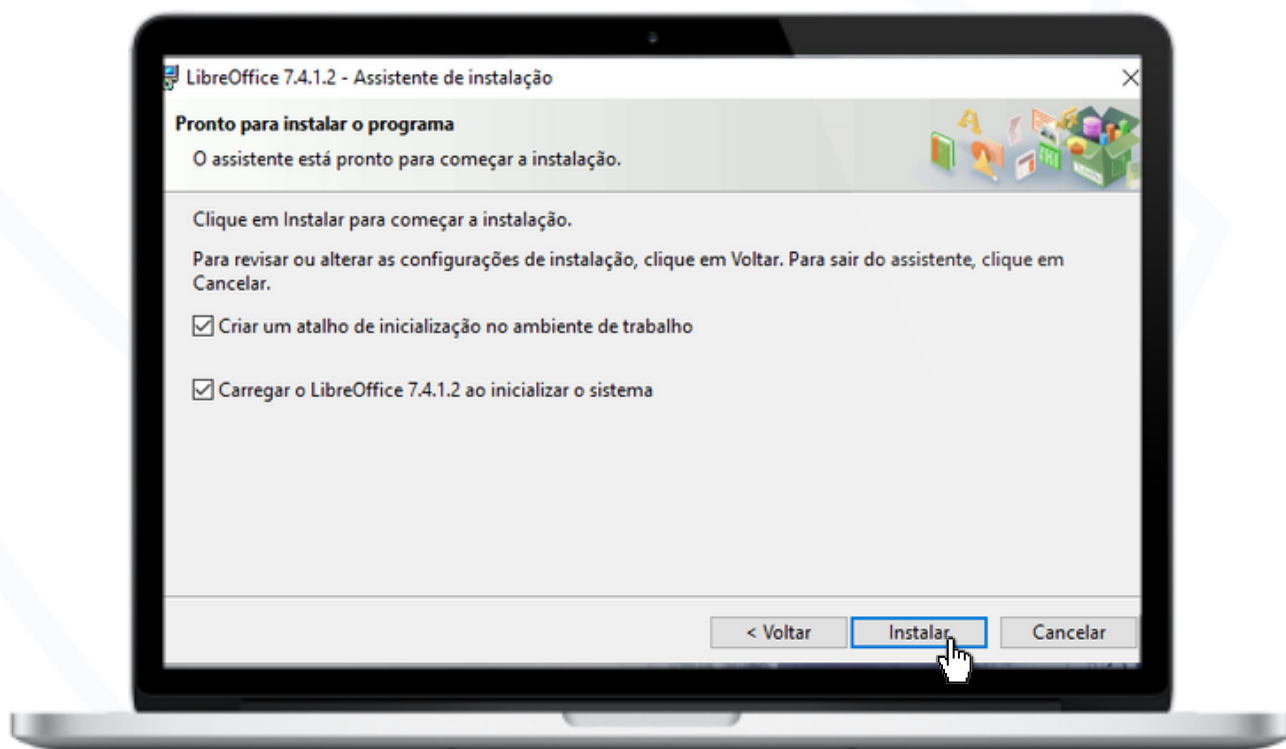 LibreOffice 7.4.1.2 - Assistente de instalação
Pronto para instalar o programa
O assistente está pronto para começar a instalação.
Clique em Instalar para começar a instalação.
Para revisar ou alterar as configurações de instalação, clique em Voltar. Para sair do assistente, clique em
Cancelar.
Criar um atalho de inicialização no ambiente de trabalho
Carregar o LibreOffice 7.4.1.2 ao inicializar o sistema
< Voltar Instalar Cancelar